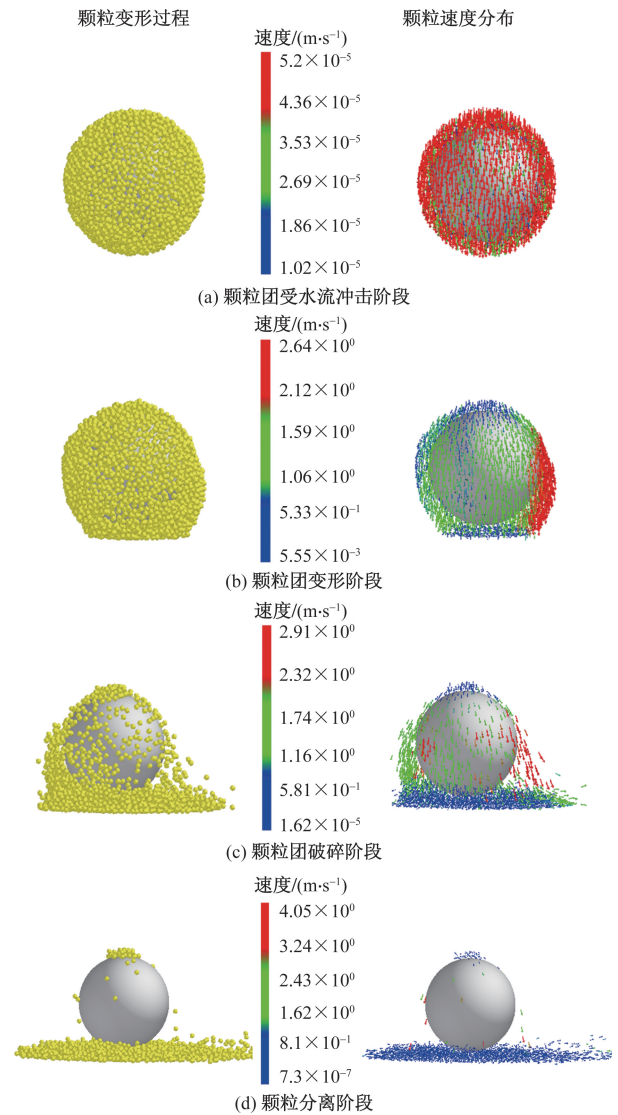 颗粒变形过程 颗粒速度分布
速度/(m·s⁻¹)
5.2×10⁻⁵
4.36×10⁻⁵
3.53×10⁻⁵
2.69×10⁻⁵
1.86×10⁻⁵
1.02×10⁻⁵
(a) 颗粒团受水流冲击阶段
速度/(m·s⁻¹)
2.64×10⁰
2.12×10⁰
1.59×10⁰
1.06×10⁰
5.33×10⁻¹
5.55×10⁻³
(b) 颗粒团变形阶段
速度/(m·s⁻¹)
2.91×10⁰
2.32×10⁰
1.74×10⁰
1.16×10⁰
5.81×10⁻¹
1.62×10⁻⁵
(c) 颗粒团破碎阶段
速度/(m·s⁻¹)
4.05×10⁰
3.24×10⁰
2.43×10⁰
1.62×10⁰
8.1×10⁻¹
7.3×10⁻⁷
(d) 颗粒分离阶段